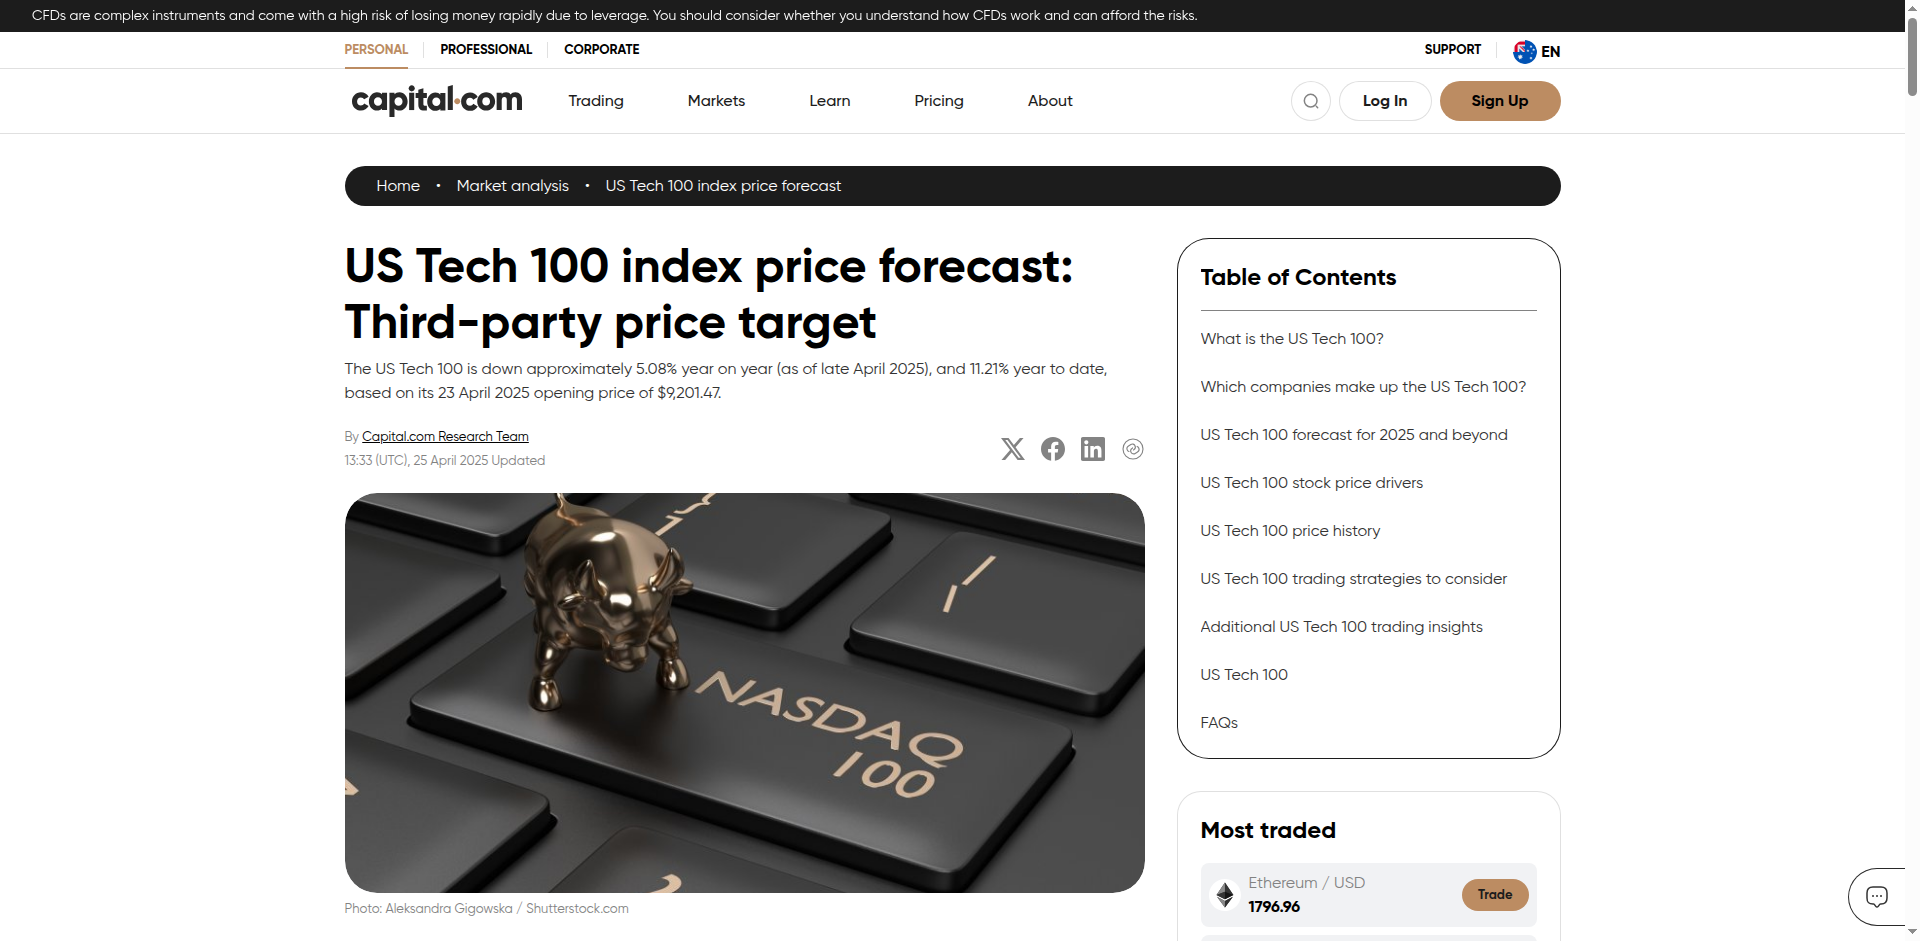 CFDs are complex instruments and come with a high risk of losing money rapidly due to leverage. You should consider whether you understand how CFDs work and can afford the risks.
PERSONAL
PROFESSIONAL
CORPORATE
SUPPORT
EN
capital.com
Trading
Markets
Learn
Pricing
About
Log In
Sign Up
Home • Market analysis • US Tech 100 index price forecast
US Tech 100 index price forecast:
Third-party price target
The US Tech 100 is down approximately 5.08% year on year (as of late April 2025), and 11.21% year to date,
based on its 23 April 2025 opening price of $9,201.47.
By Capital.com Research Team
13:33 (UTC), 25 April 2025 Updated
NASDAQ
100
Photo: Aleksandra Gigowska / Shutterstock.com
Table of Contents
What is the US Tech 100?
Which companies make up the US Tech 100?
US Tech 100 forecast for 2025 and beyond
US Tech 100 stock price drivers
US Tech 100 price history
US Tech 100 trading strategies to consider
Additional US Tech 100 trading insights
US Tech 100
FAQs
Most traded
Ethereum / USD
1796.96
Trade